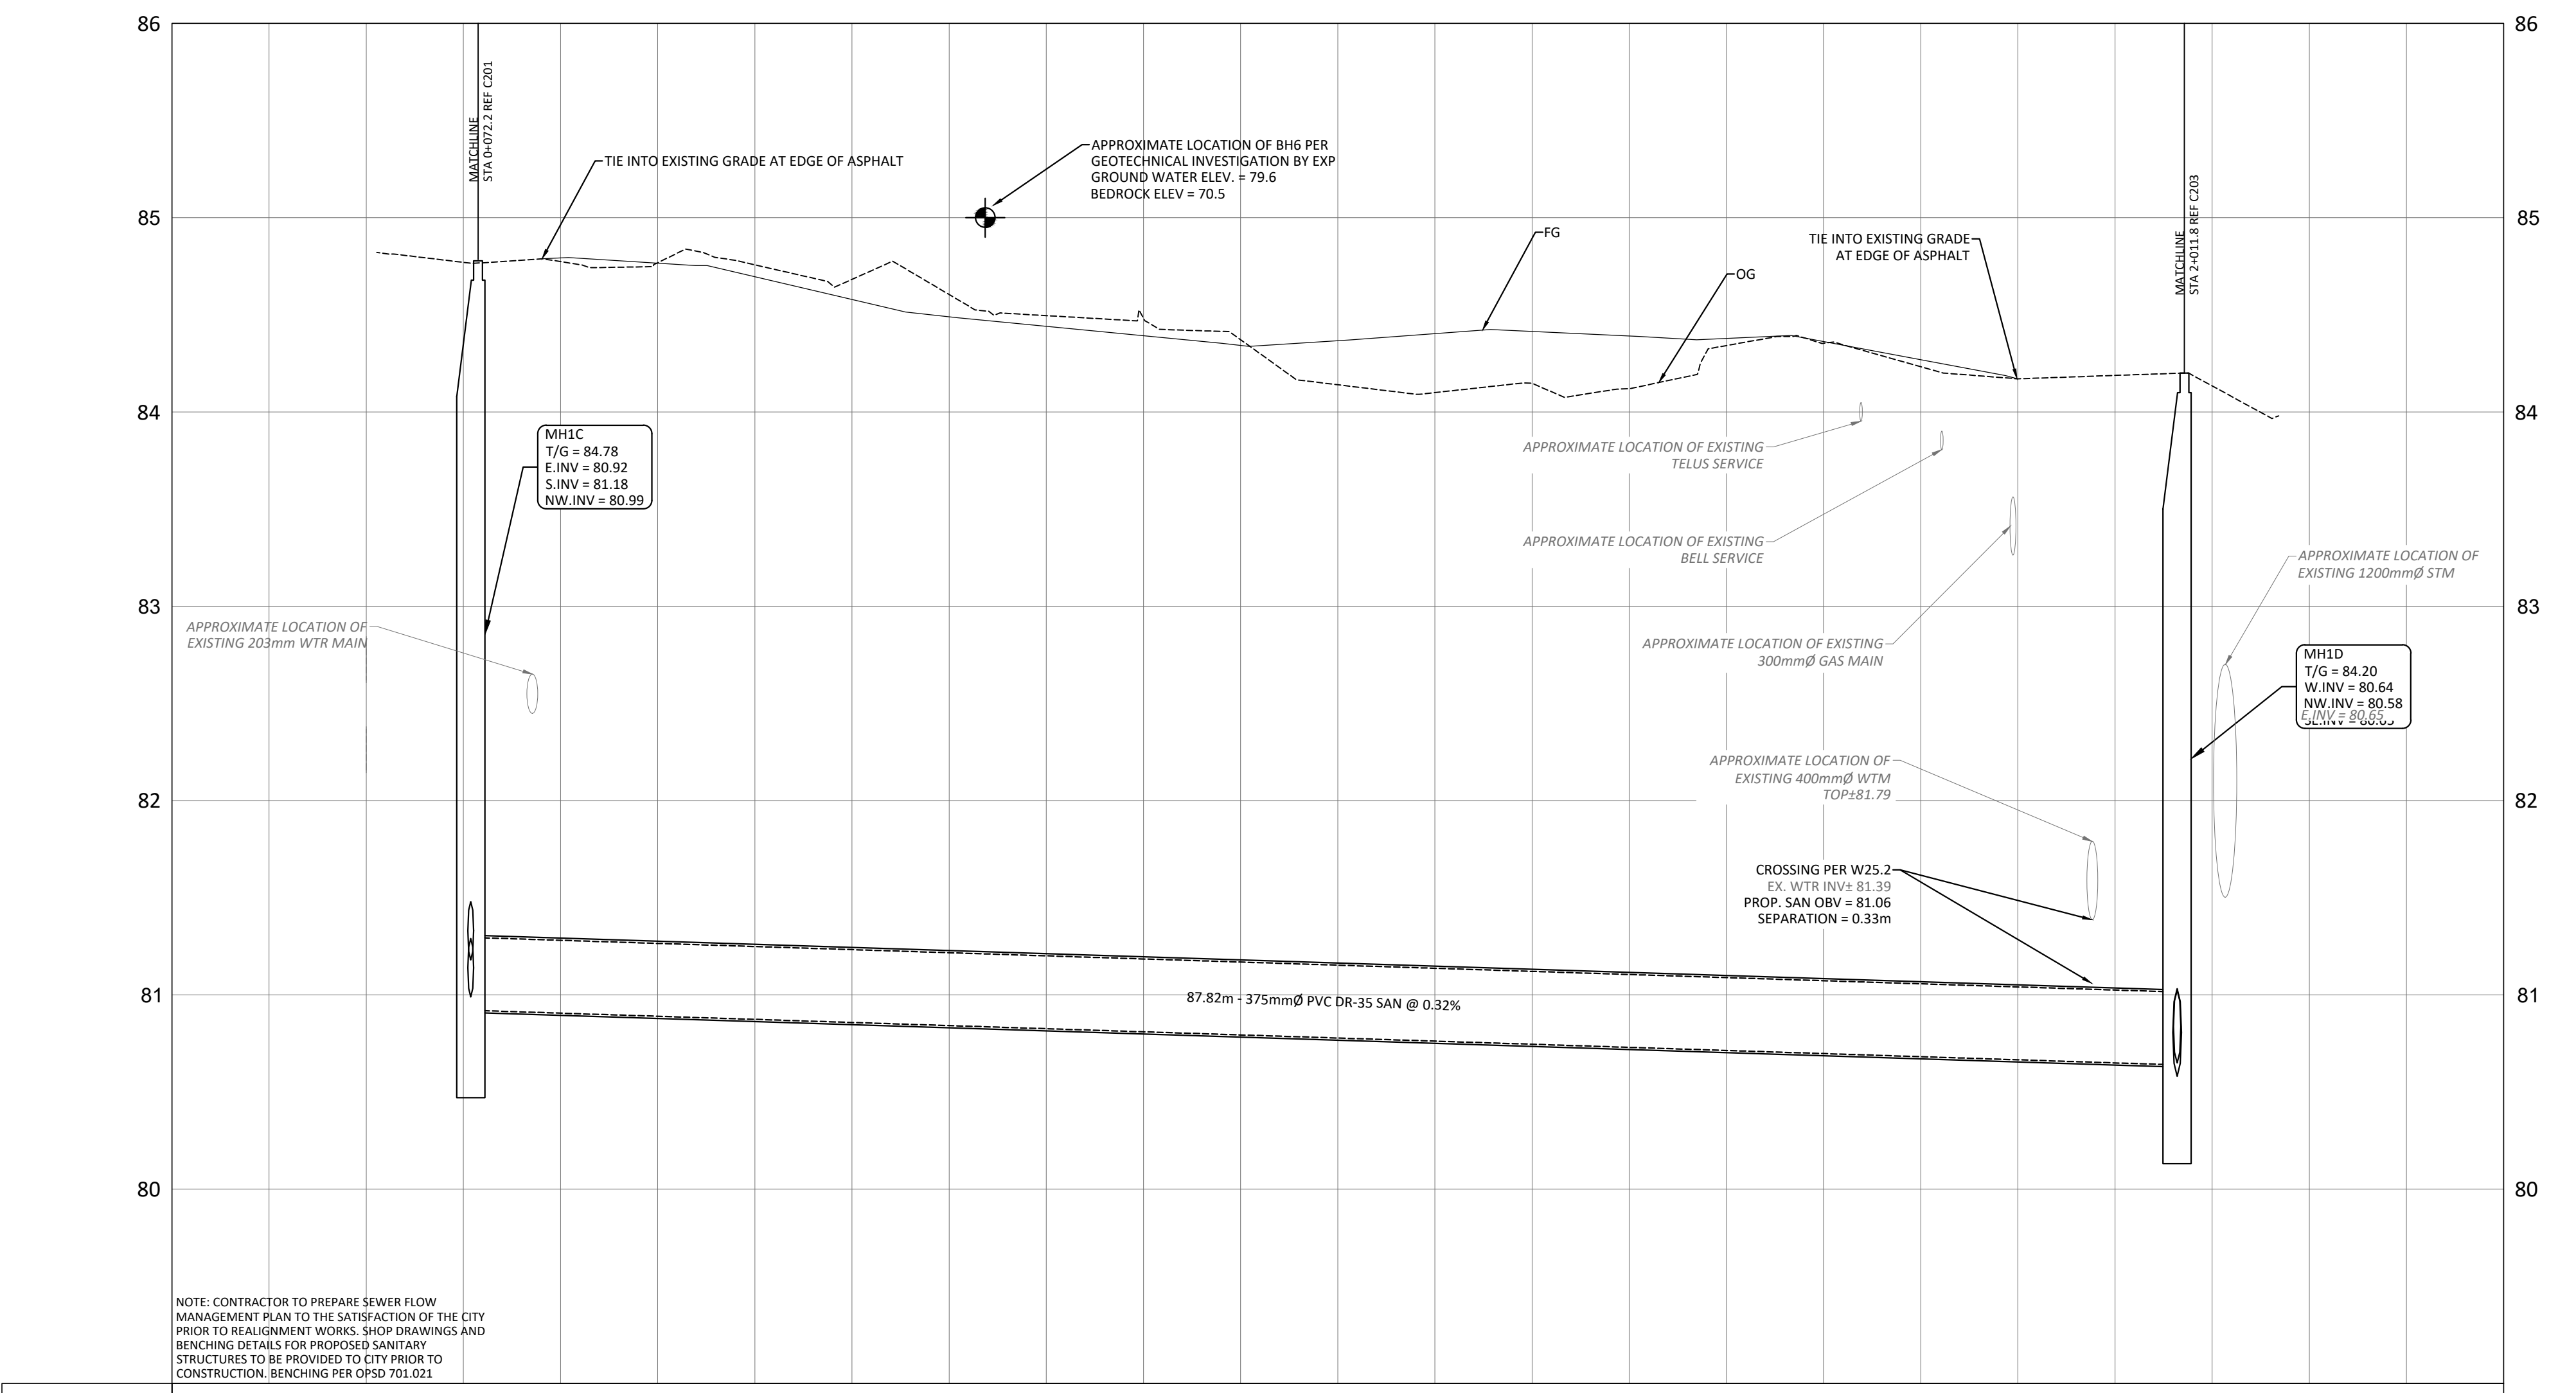 86
86
MATCHLINE
STA 0+072.2 REF C201
TIE INTO EXISTING GRADE AT EDGE OF ASPHALT
APPROXIMATE LOCATION OF BH6 PER
GEOTECHNICAL INVESTIGATION BY EXP
GROUND WATER ELEV. = 79.6
BEDROCK ELEV = 70.5
MATCHLINE
STA 2+011.8 REF C203
85
85
FG
TIE INTO EXISTING GRADE
AT EDGE OF ASPHALT
OG
84
84
MH1C
T/G = 84.78
E.INV = 80.92
S.INV = 81.18
NW.INV = 80.99
APPROXIMATE LOCATION OF EXISTING
TELUS SERVICE
APPROXIMATE LOCATION OF EXISTING
BELL SERVICE
APPROXIMATE LOCATION OF
EXISTING 1200mmØ STM
83
83
APPROXIMATE LOCATION OF
EXISTING 203mm WTR MAIN
APPROXIMATE LOCATION OF EXISTING
300mmØ GAS MAIN
MH1D
T/G = 84.20
W.INV = 80.64
NW.INV = 80.58
E.INV = 80.65
APPROXIMATE LOCATION OF
EXISTING 400mmØ WTM
TOP±81.79
82
82
CROSSING PER W25.2
EX. WTR INV± 81.39
PROP. SAN OBV = 81.06
SEPARATION = 0.33m
81
81
87.82m - 375mmØ PVC DR-35 SAN @ 0.32%
80
80
NOTE: CONTRACTOR TO PREPARE SEWER FLOW
MANAGEMENT PLAN TO THE SATISFACTION OF THE CITY
PRIOR TO REALIGNMENT WORKS. SHOP DRAWINGS AND
BENCHING DETAILS FOR PROPOSED SANITARY
STRUCTURES TO BE PROVIDED TO CITY PRIOR TO
CONSTRUCTION. BENCHING PER OPSD 701.021